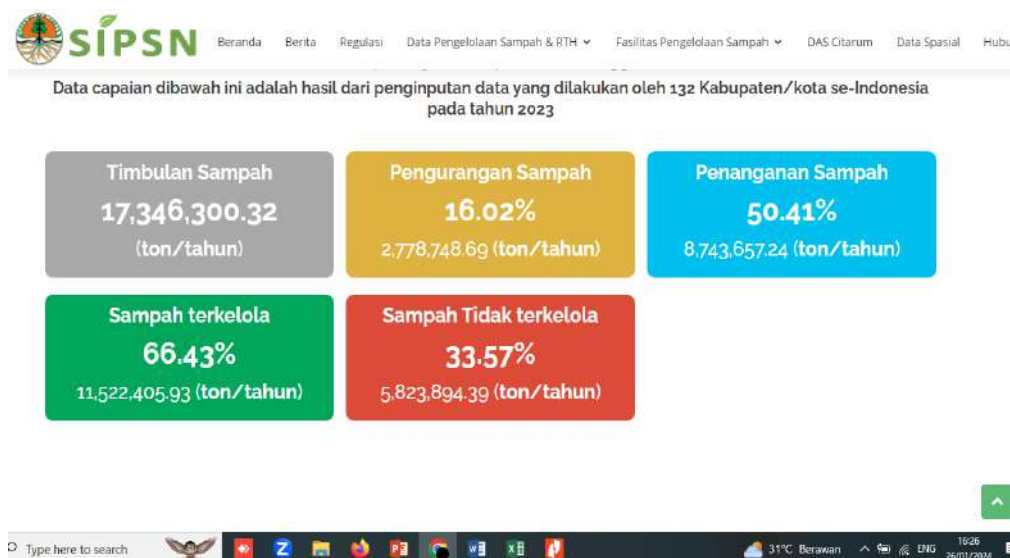 SIPSN Beranda Berita Regulasi Data Pengelolaan Sampah & RTH Fasilitas Pengelolaan Sampah DAS Citarum Data Spasial Hubu
Data capaian dibawah ini adalah hasil dari penginputan data yang dilakukan oleh 132 Kabupaten/kota se-Indonesia
pada tahun 2023
Timbulan Sampah
17,346,300.32
(ton/tahun)
Pengurangan Sampah
16.02%
2,778,748.69 (ton/tahun)
Penanganan Sampah
50.41%
8,743,657.24 (ton/tahun)
Sampah terkelola
66.43%
11,522,405.93 (ton/tahun)
Sampah Tidak terkelola
33.57%
5,823,894.39 (ton/tahun)
Type here to search 31°C Berawan ENG 16:26
26/01/2024